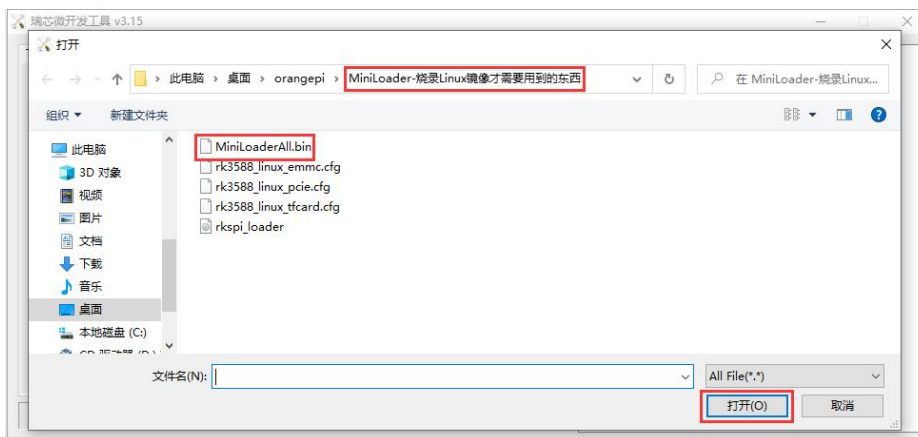 瑞芯微开发工具 v3.15
打开
此电脑 › 桌面 › orangepi › MiniLoader-烧录Linux镜像才需要用到的东西
在 MiniLoader-烧录Linux...
组织 新建文件夹
此电脑
3D 对象
视频
图片
文档
下载
音乐
桌面
本地磁盘 (C:)
MiniLoaderAll.bin
rk3588_linux_emmc.cfg
rk3588_linux_pcie.cfg
rk3588_linux_tfcard.cfg
rkspi_loader
文件名(N):
All File(*.*)
打开(O) 取消